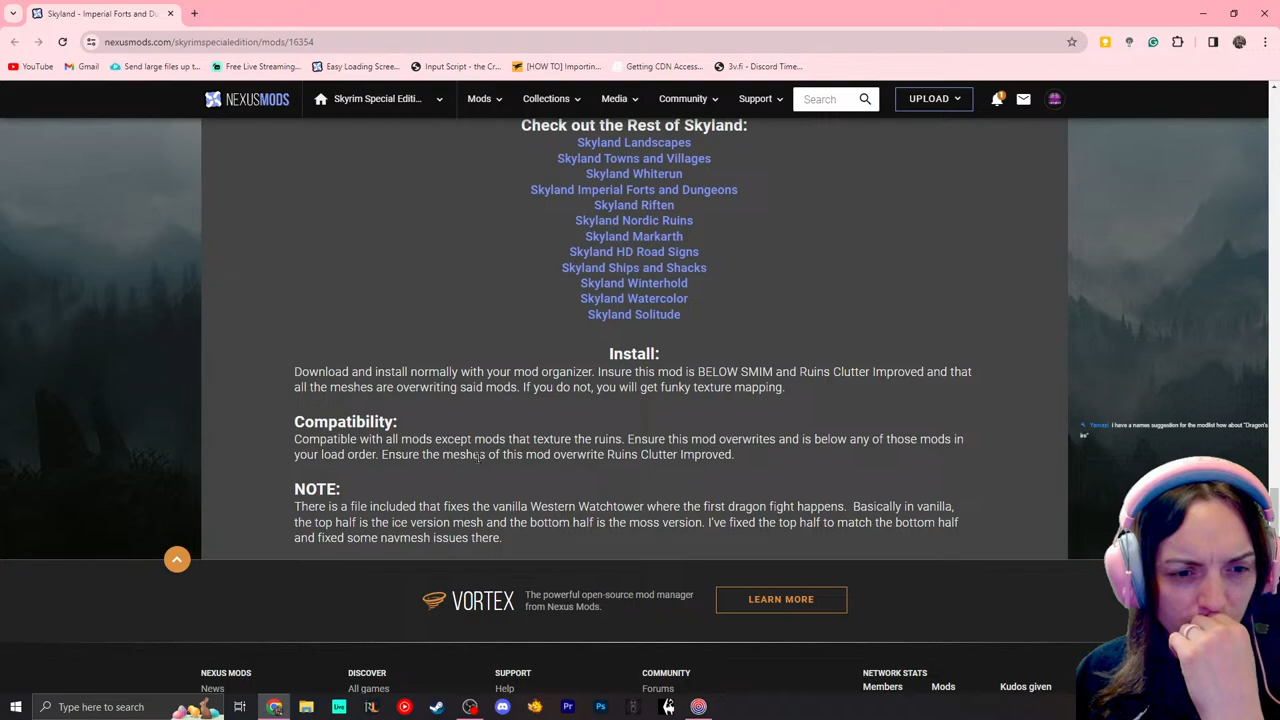 Skyland - Imperial Forts and Du
nexusmods.com/skyrimspecialedition/mods/16354
YouTube
Gmail
Send large files up t...
Free Live Streaming...
Easy Loading Scree...
Input Script - the Cr...
[HOW TO] Importin...
Getting CDN Access...
3v.fi - Discord Time...
NEXUSMODS
Skyrim Special Editi...
Mods
Collections
Media
Community
Support
Search
UPLOAD
Check out the Rest of Skyland:
Skyland Landscapes
Skyland Towns and Villages
Skyland Whiterun
Skyland Imperial Forts and Dungeons
Skyland Riften
Skyland Nordic Ruins
Skyland Markarth
Skyland HD Road Signs
Skyland Ships and Shacks
Skyland Winterhold
Skyland Watercolor
Skyland Solitude
Install:
Download and install normally with your mod organizer. Insure this mod is BELOW SMIM and Ruins Clutter Improved and that
all the meshes are overwriting said mods. If you do not, you will get funky texture mapping.
Compatibility:
Compatible with all mods except mods that texture the ruins. Ensure this mod overwrites and is below any of those mods in
your load order. Ensure the meshes of this mod overwrite Ruins Clutter Improved.
NOTE:
There is a file included that fixes the vanilla Western Watchtower where the first dragon fight happens. Basically in vanilla,
the top half is the ice version mesh and the bottom half is the moss version. I've fixed the top half to match the bottom half
and fixed some navmesh issues there.
I have a names suggestion for the modlist how about "Dragon's
VORTEX
The powerful open-source mod manager
from Nexus Mods.
LEARN MORE
NEXUS MODS
DISCOVER
SUPPORT
COMMUNITY
NETWORK STATS
News
All games
Help
Forums
Members
Mods
Kudos given
Type here to search